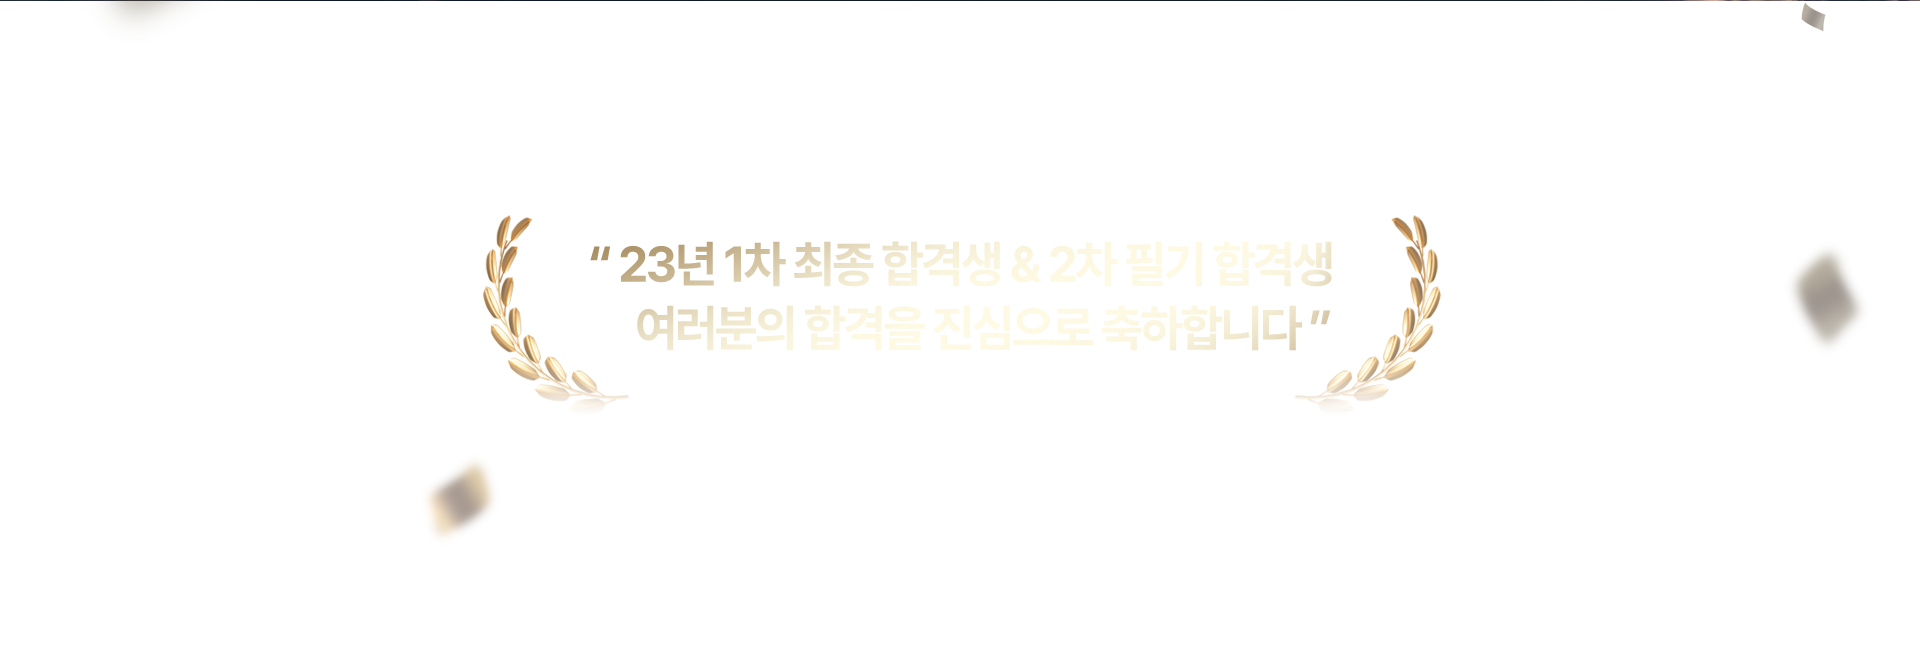 “ 23년 1차 최종 합격생 & 2차 필기 합격생
여러분의 합격을 진심으로 축하합니다 ”